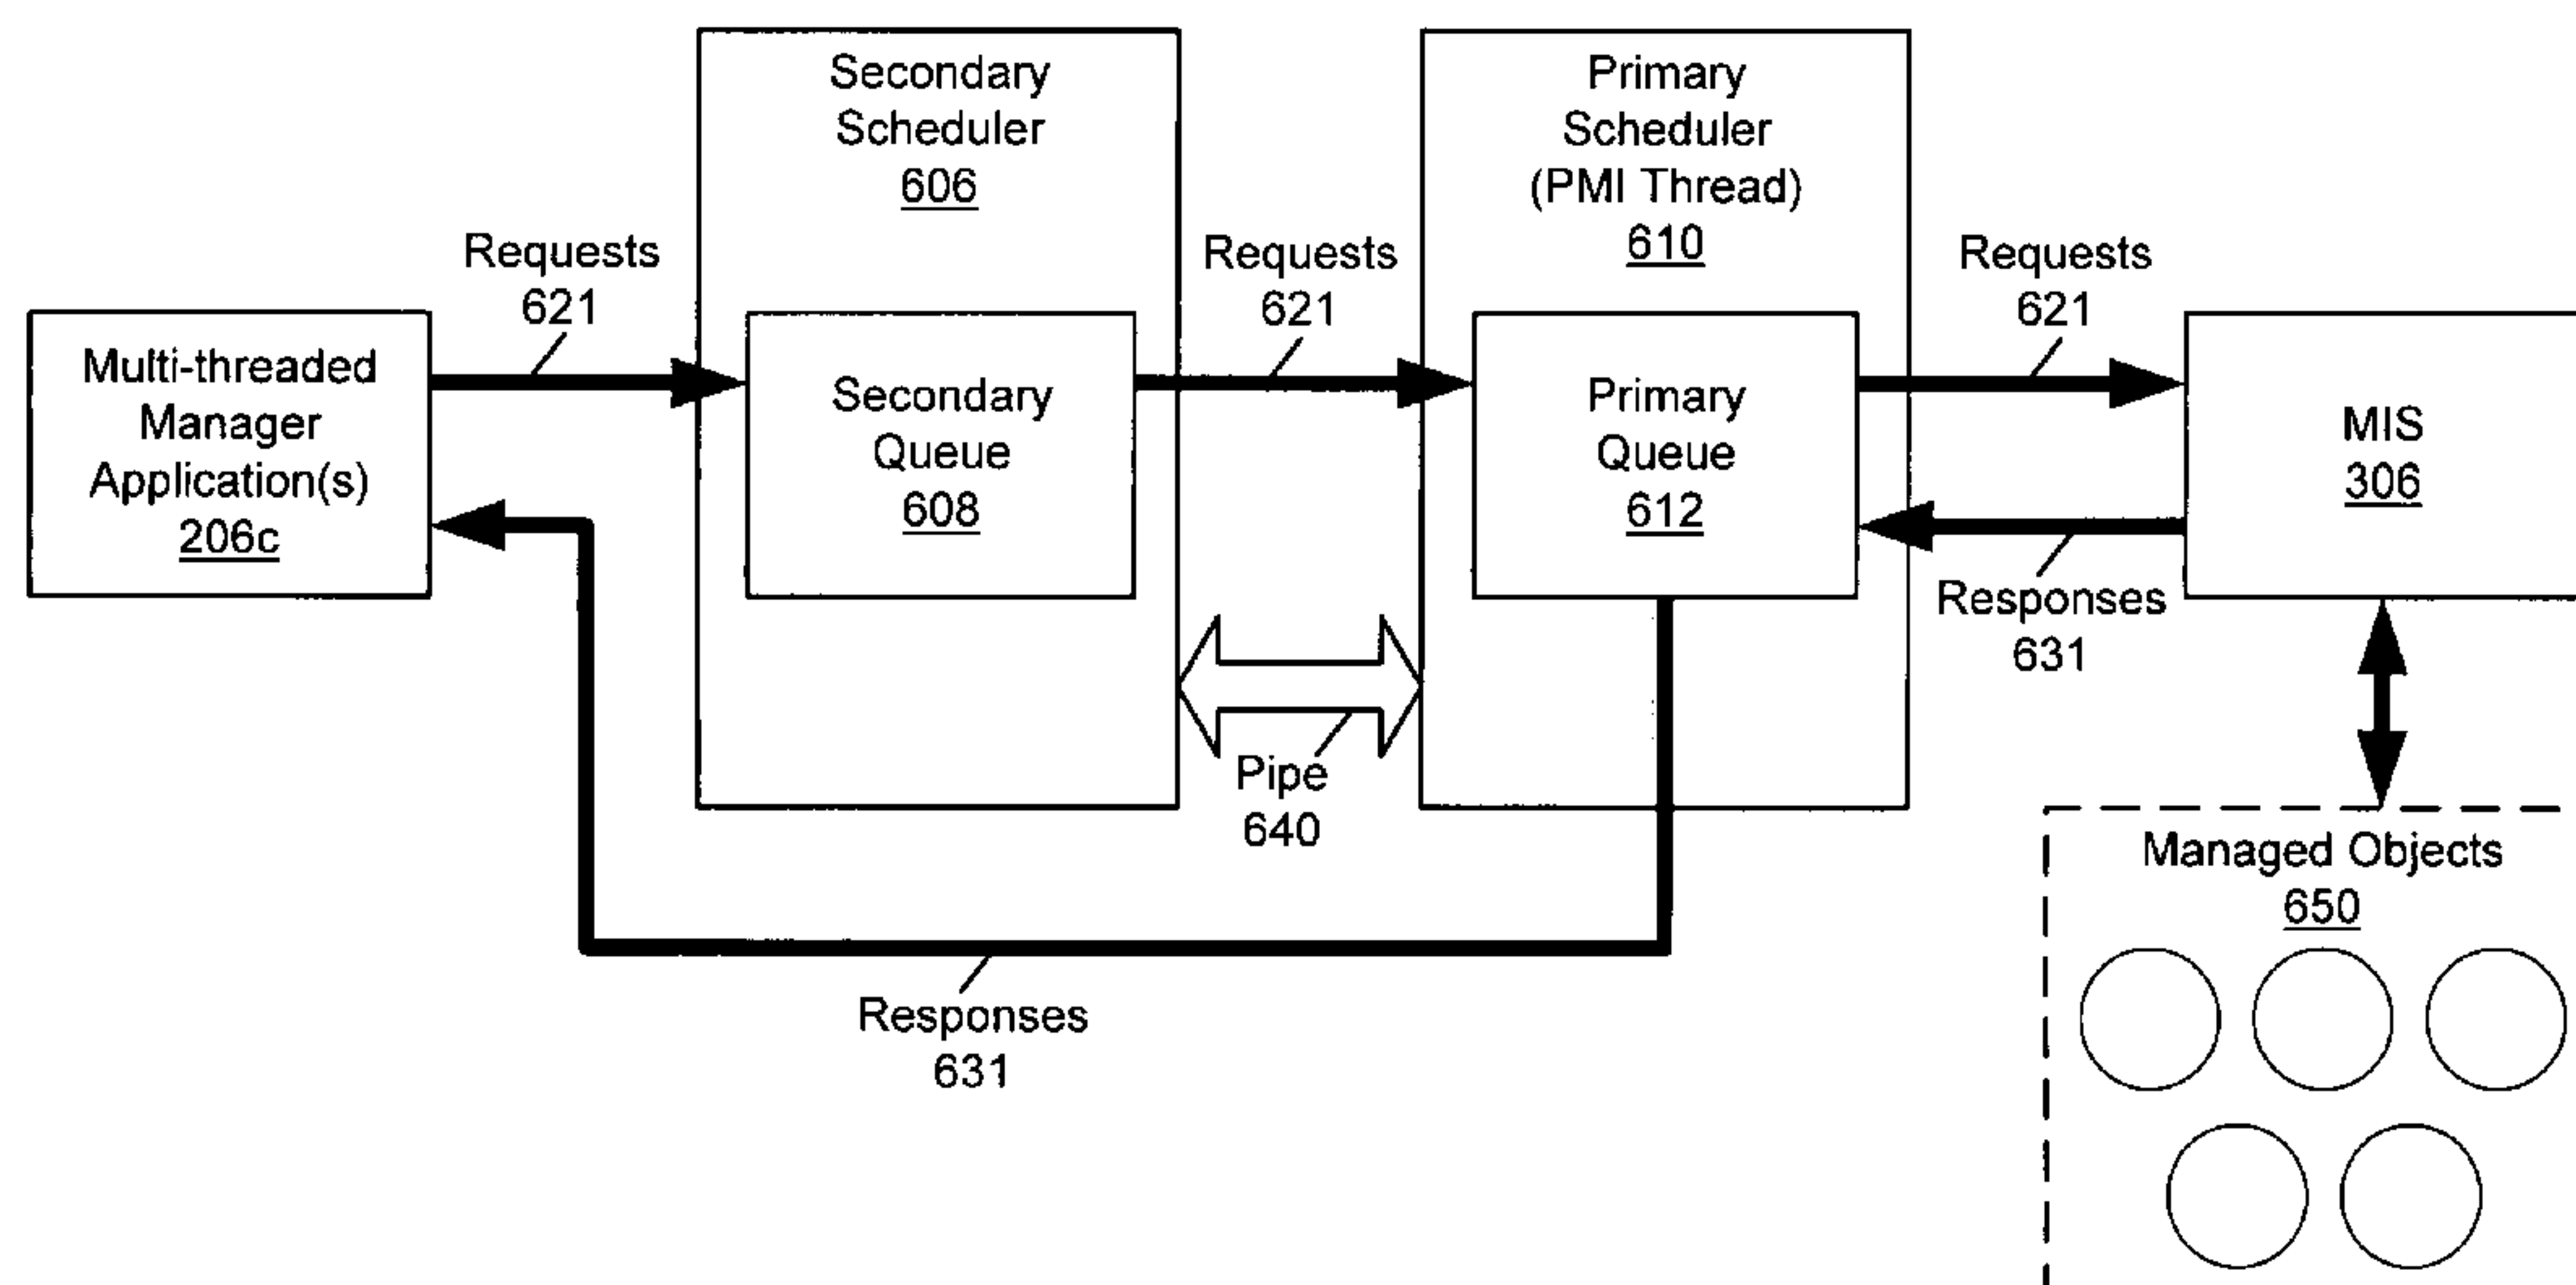 Secondary
Scheduler
606
Primary
Scheduler
(PMI Thread)
610
Requests
621
Requests
621
Requests
621
Multi-threaded
Manager
Application(s)
206c
Secondary
Queue
608
Primary
Queue
612
MIS
306
Responses
631
Pipe
640
Managed Objects
650
Responses
631